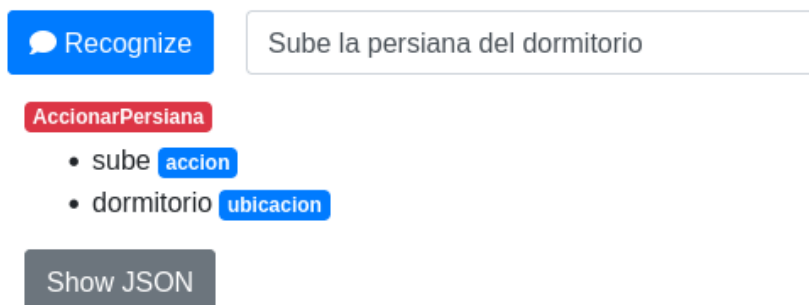 Recognize Sube la persiana del dormitorio
AccionarPersiana
• sube accion
• dormitorio ubicacion
Show JSON